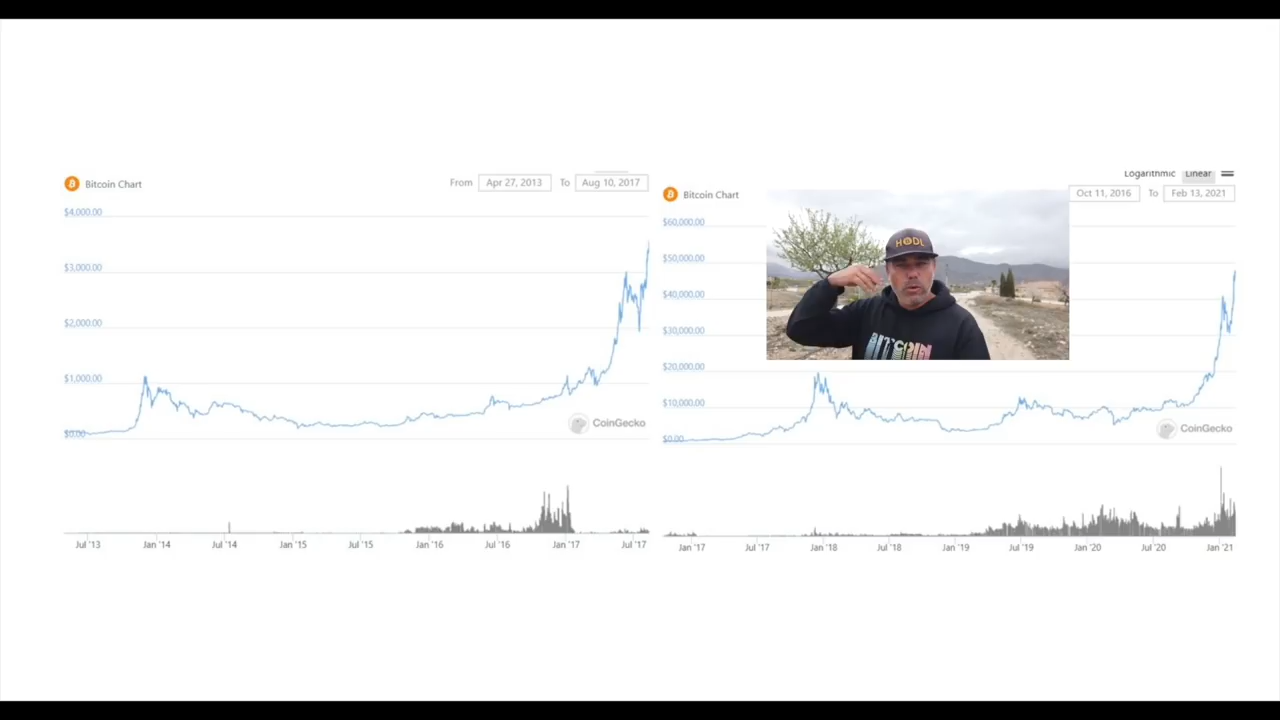 Bitcoin Chart
From Apr 27, 2013 To Aug 10, 2017
$4,000.00
$3,000.00
$2,000.00
$1,000.00
$0.00
CoinGecko
Jul '13 Jan '14 Jul '14 Jan '15 Jul '15 Jan '16 Jul '16 Jan '17 Jul '17
Logarithmic Linear
Bitcoin Chart
Oct 11, 2016 To Feb 13, 2021
$60,000.00
$50,000.00
$40,000.00
$30,000.00
$20,000.00
$10,000.00
$0.00
HODL
BITCOIN
CoinGecko
Jan '17 Jul '17 Jan '18 Jul '18 Jan '19 Jul '19 Jan '20 Jul '20 Jan '21